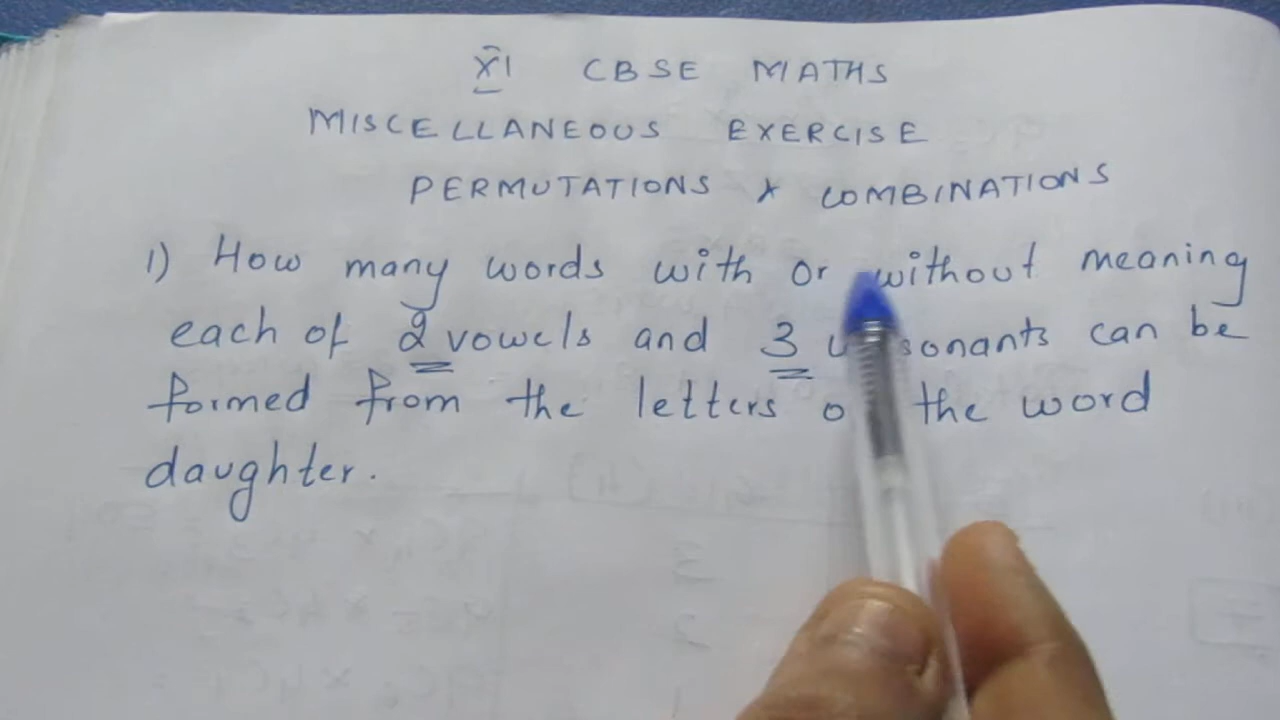 XI CBSE MATHS
MISCELLANEOUS EXERCISE
PERMUTATIONS & COMBINATIONS
1) How many words with or without meaning
each of 2 vowels and 3 can be
formed from the letters the word
daughter.